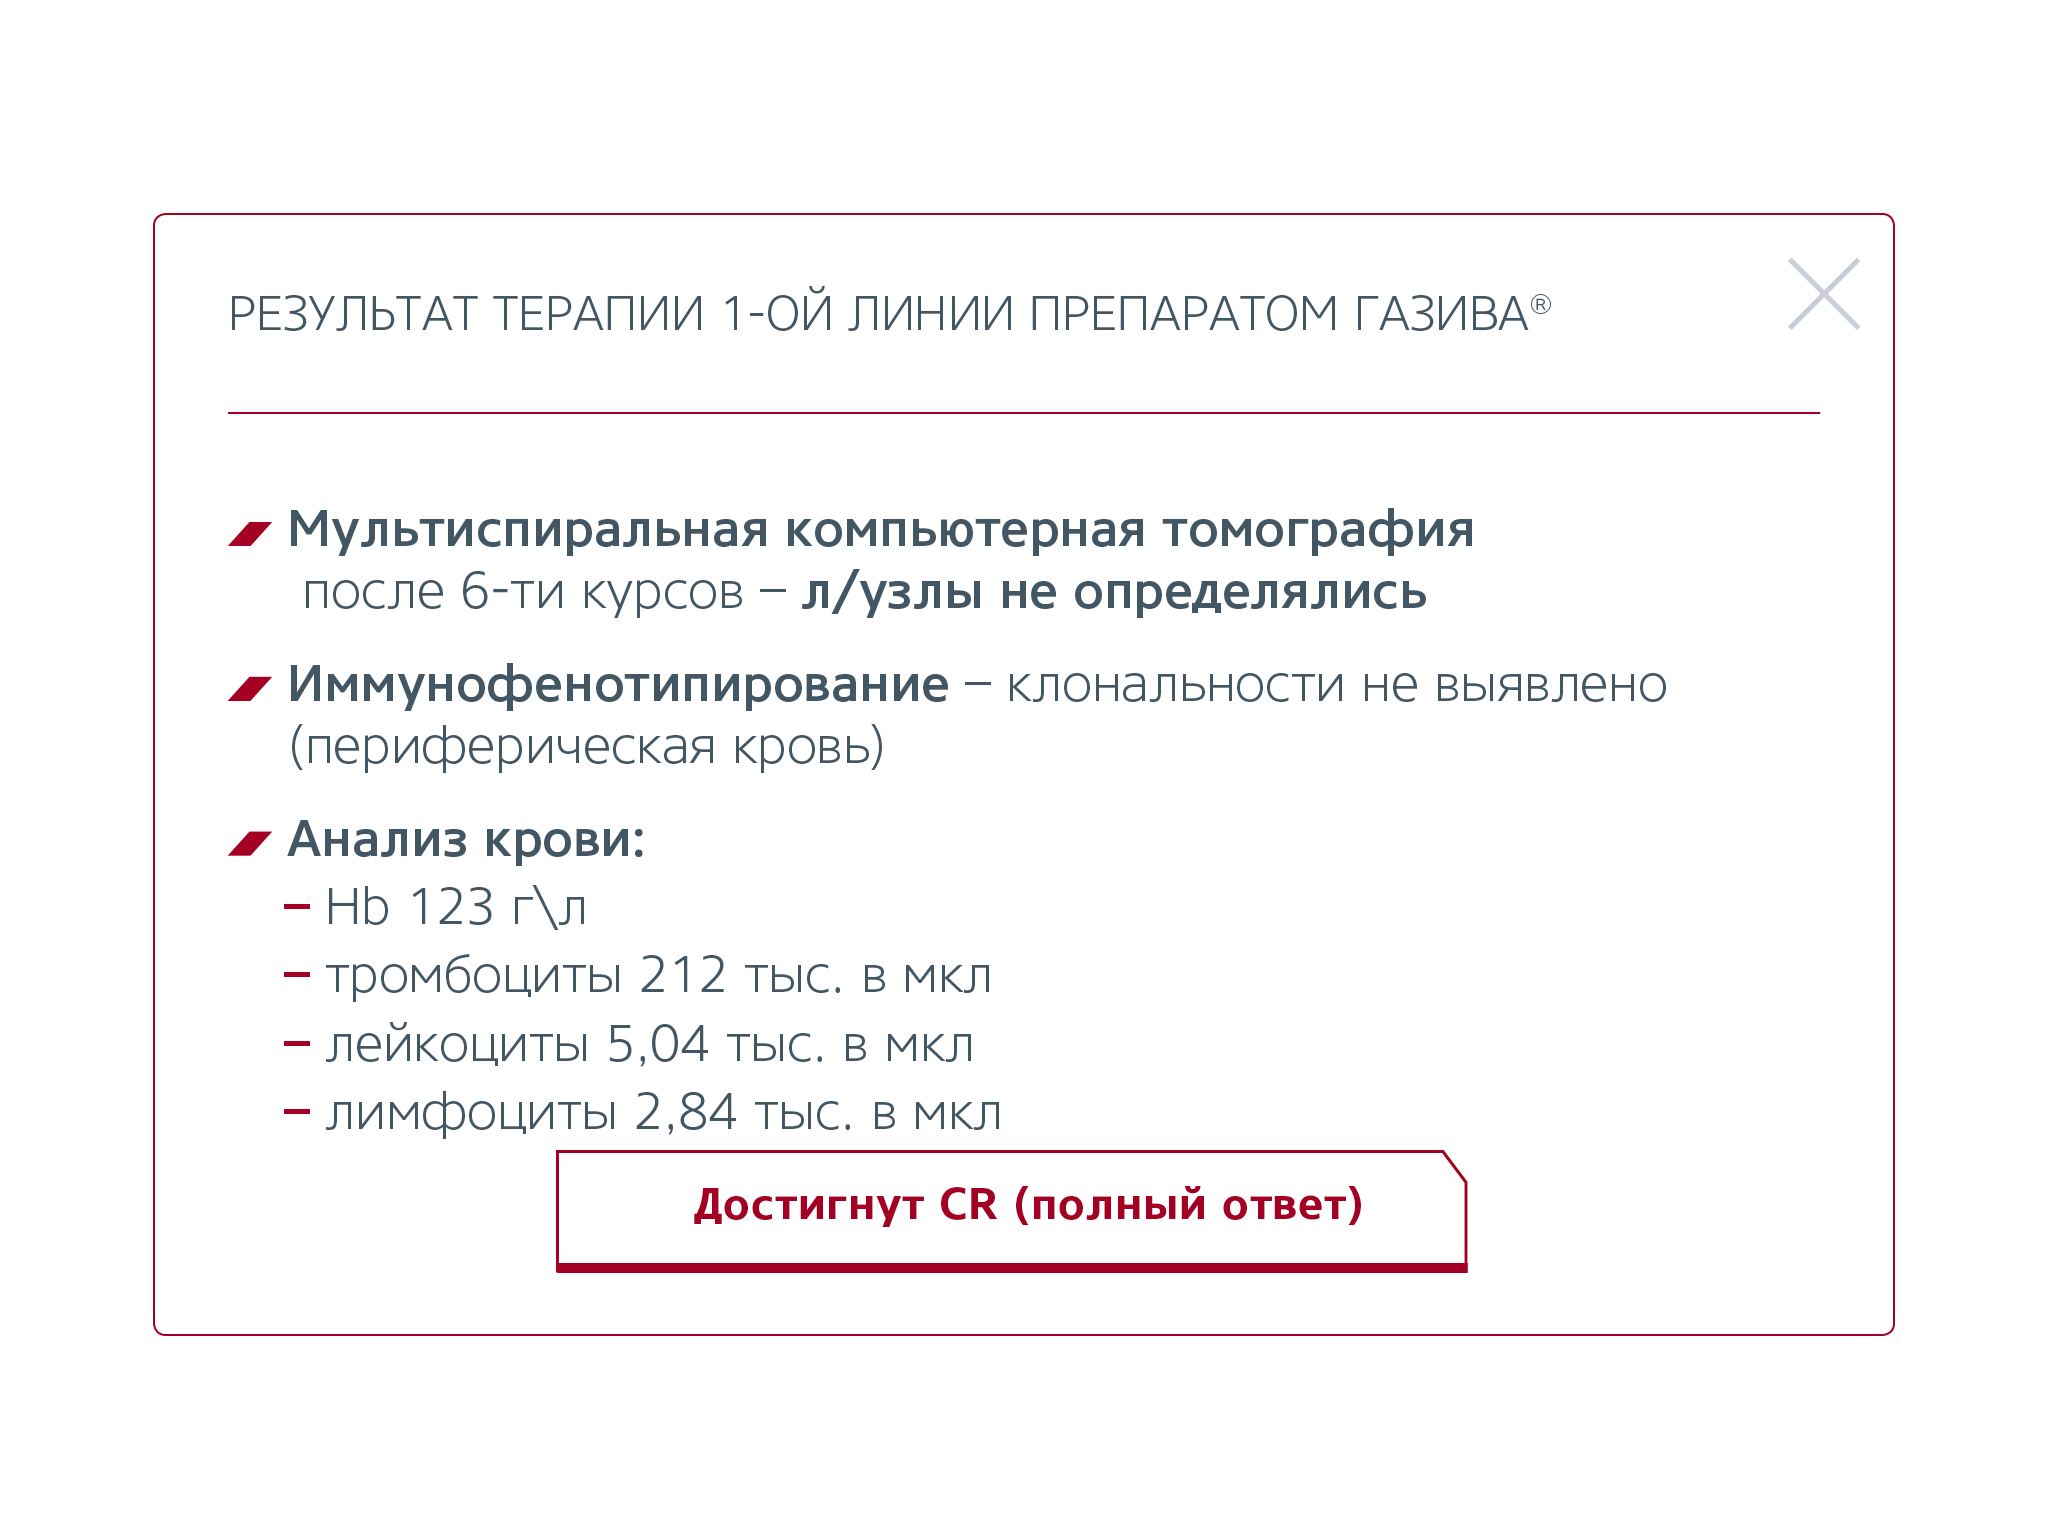 РЕЗУЛЬТАТ ТЕРАПИИ 1-ОЙ ЛИНИИ ПРЕПАРАТОМ ГАЗИВА®
Мультиспиральная компьютерная томография
после 6-ти курсов – л/узлы не определялись
Иммунофенотипирование – клональности не выявлено
(периферическая кровь)
Анализ крови:
– Hb 123 г\л
– тромбоциты 212 тыс. в мкл
– лейкоциты 5,04 тыс. в мкл
– лимфоциты 2,84 тыс. в мкл
Достигнут CR (полный ответ)